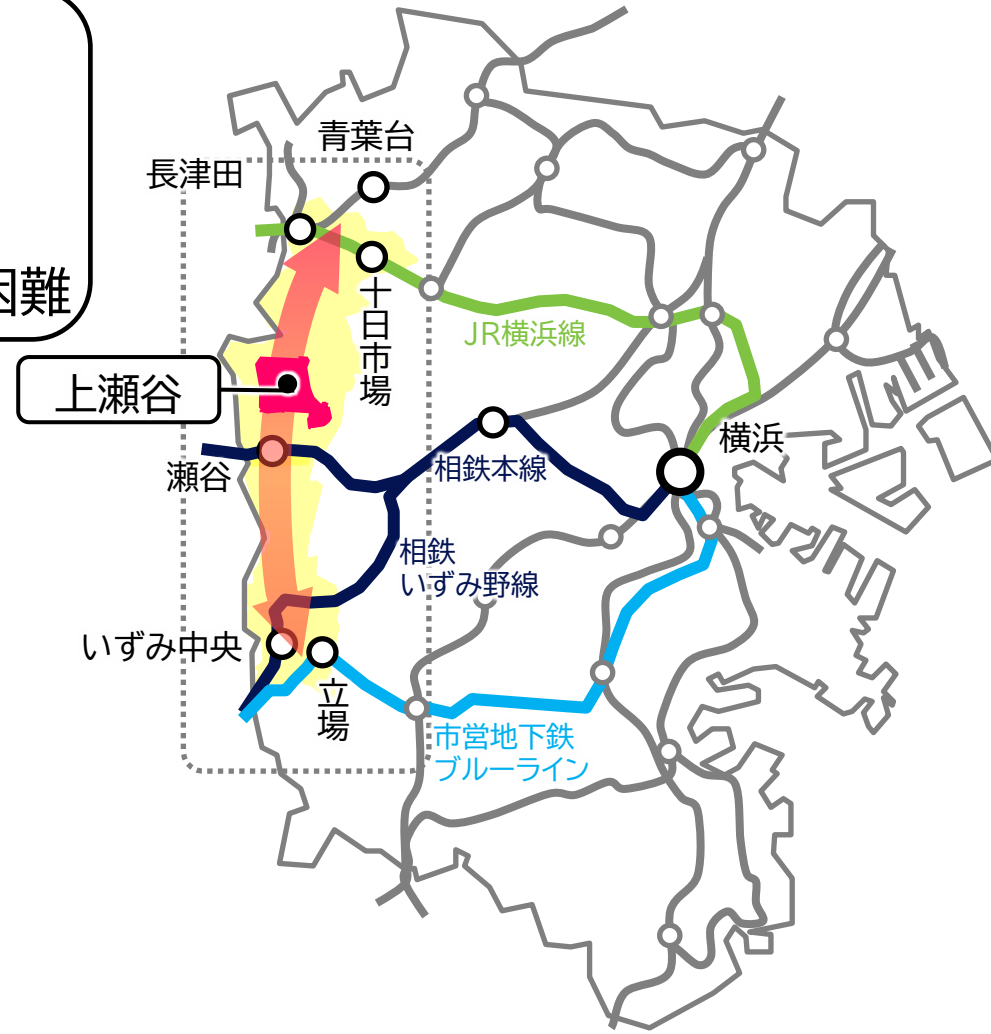 困難
青葉台
長津田
十日市場
JR横浜線
上瀬谷
横浜
瀬谷
相鉄本線
相鉄
いずみ野線
いずみ中央
立場
市営地下鉄
ブルーライン